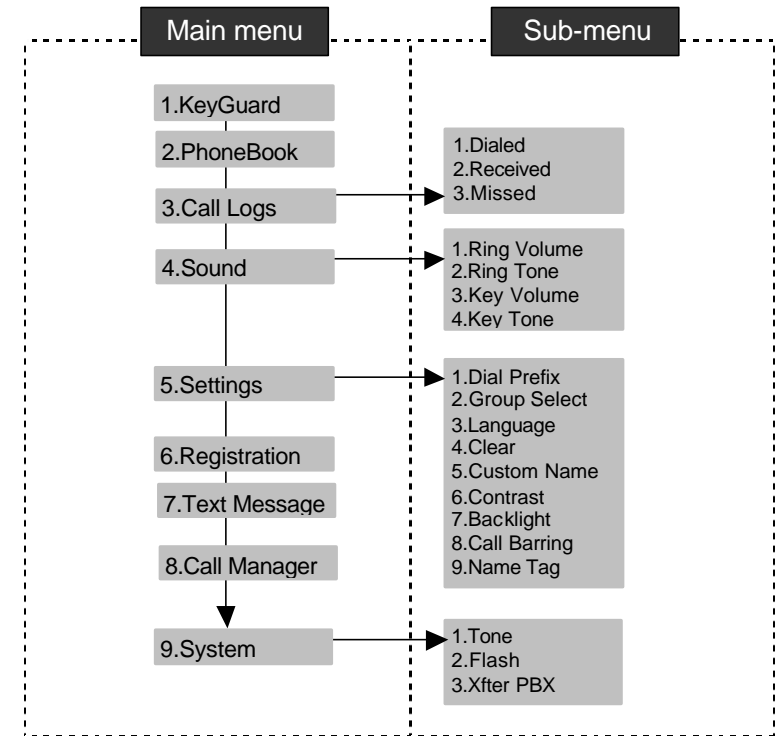 Main menu
Sub-menu
1.KeyGuard
2.PhoneBook
3.Call Logs
4.Sound
5.Settings
6.Registration
7.Text Message
8.Call Manager
9.System
1.Dialed
2.Received
3.Missed
1.Ring Volume
2.Ring Tone
3.Key Volume
4.Key Tone
1.Dial Prefix
2.Group Select
3.Language
4.Clear
5.Custom Name
6.Contrast
7.Backlight
8.Call Barring
9.Name Tag
1.Tone
2.Flash
3.Xfter PBX